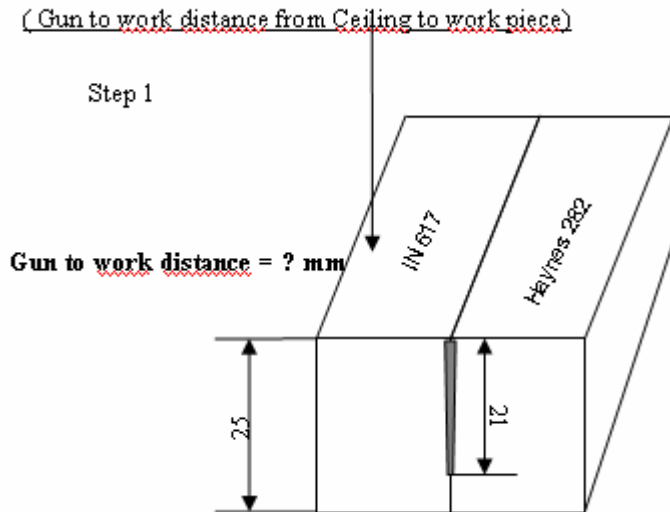 ( Gun to work distance from Ceiling to work piece)
Step 1
IN 617
Haynes 282
Gun to work distance = ? mm
25
21